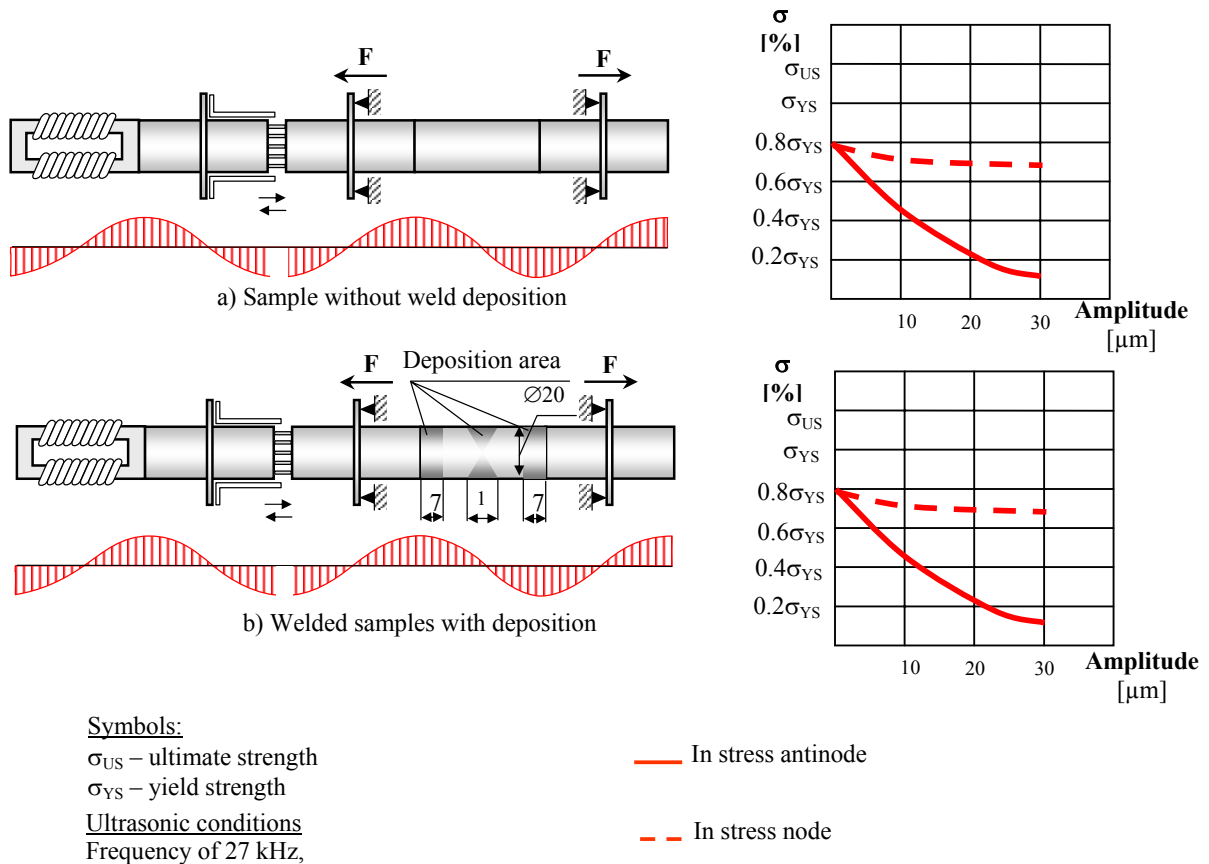 F
F
a) Sample without weld deposition
σ
[%]
σUS
σYS
0.8σYS
0.6σYS
0.4σYS
0.2σYS
10
20
30
Amplitude
[µm]
F
Deposition area
F
∅20
7
1
7
b) Welded samples with deposition
σ
[%]
σUS
σYS
0.8σYS
0.6σYS
0.4σYS
0.2σYS
10
20
30
Amplitude
[µm]
Symbols:
σUS – ultimate strength
σYS – yield strength
Ultrasonic conditions
Frequency of 27 kHz,
In stress antinode
In stress node